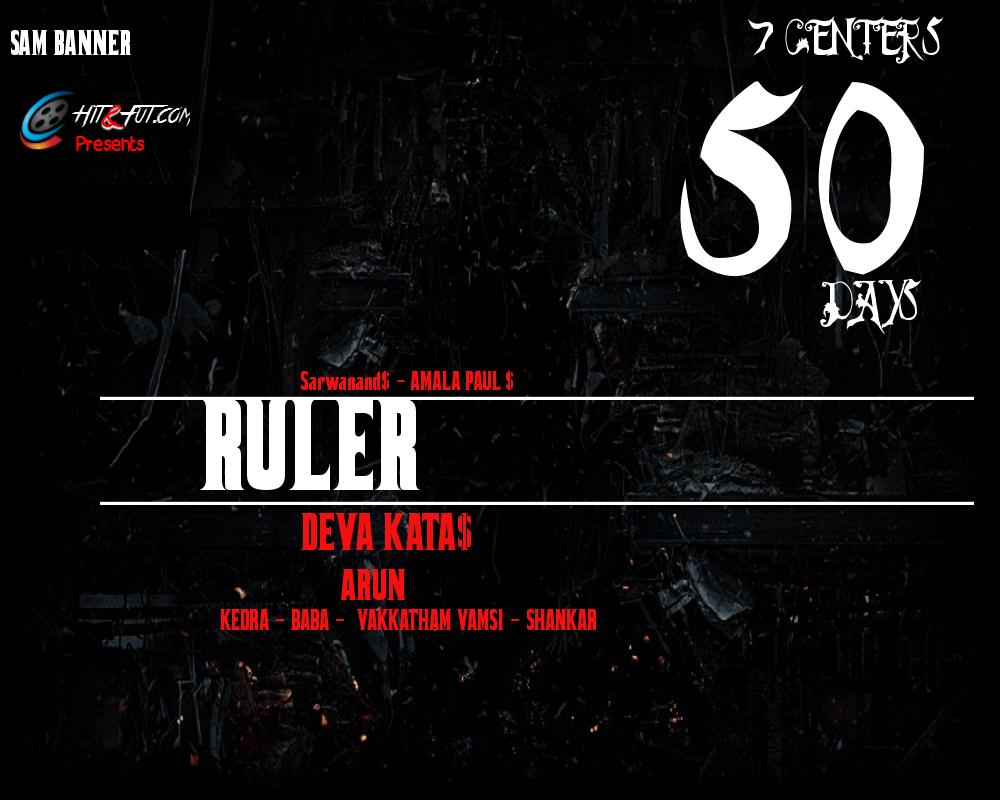 SAM BANNER
7 CENTERS
50
DAYS
HIT&FUT.COM
Presents
Sarwanand$ - AMALA PAUL $
RULER
DEVA KATA$
ARUN
KEDRA - BABA - VAKKATHAM VAMSI - SHANKAR